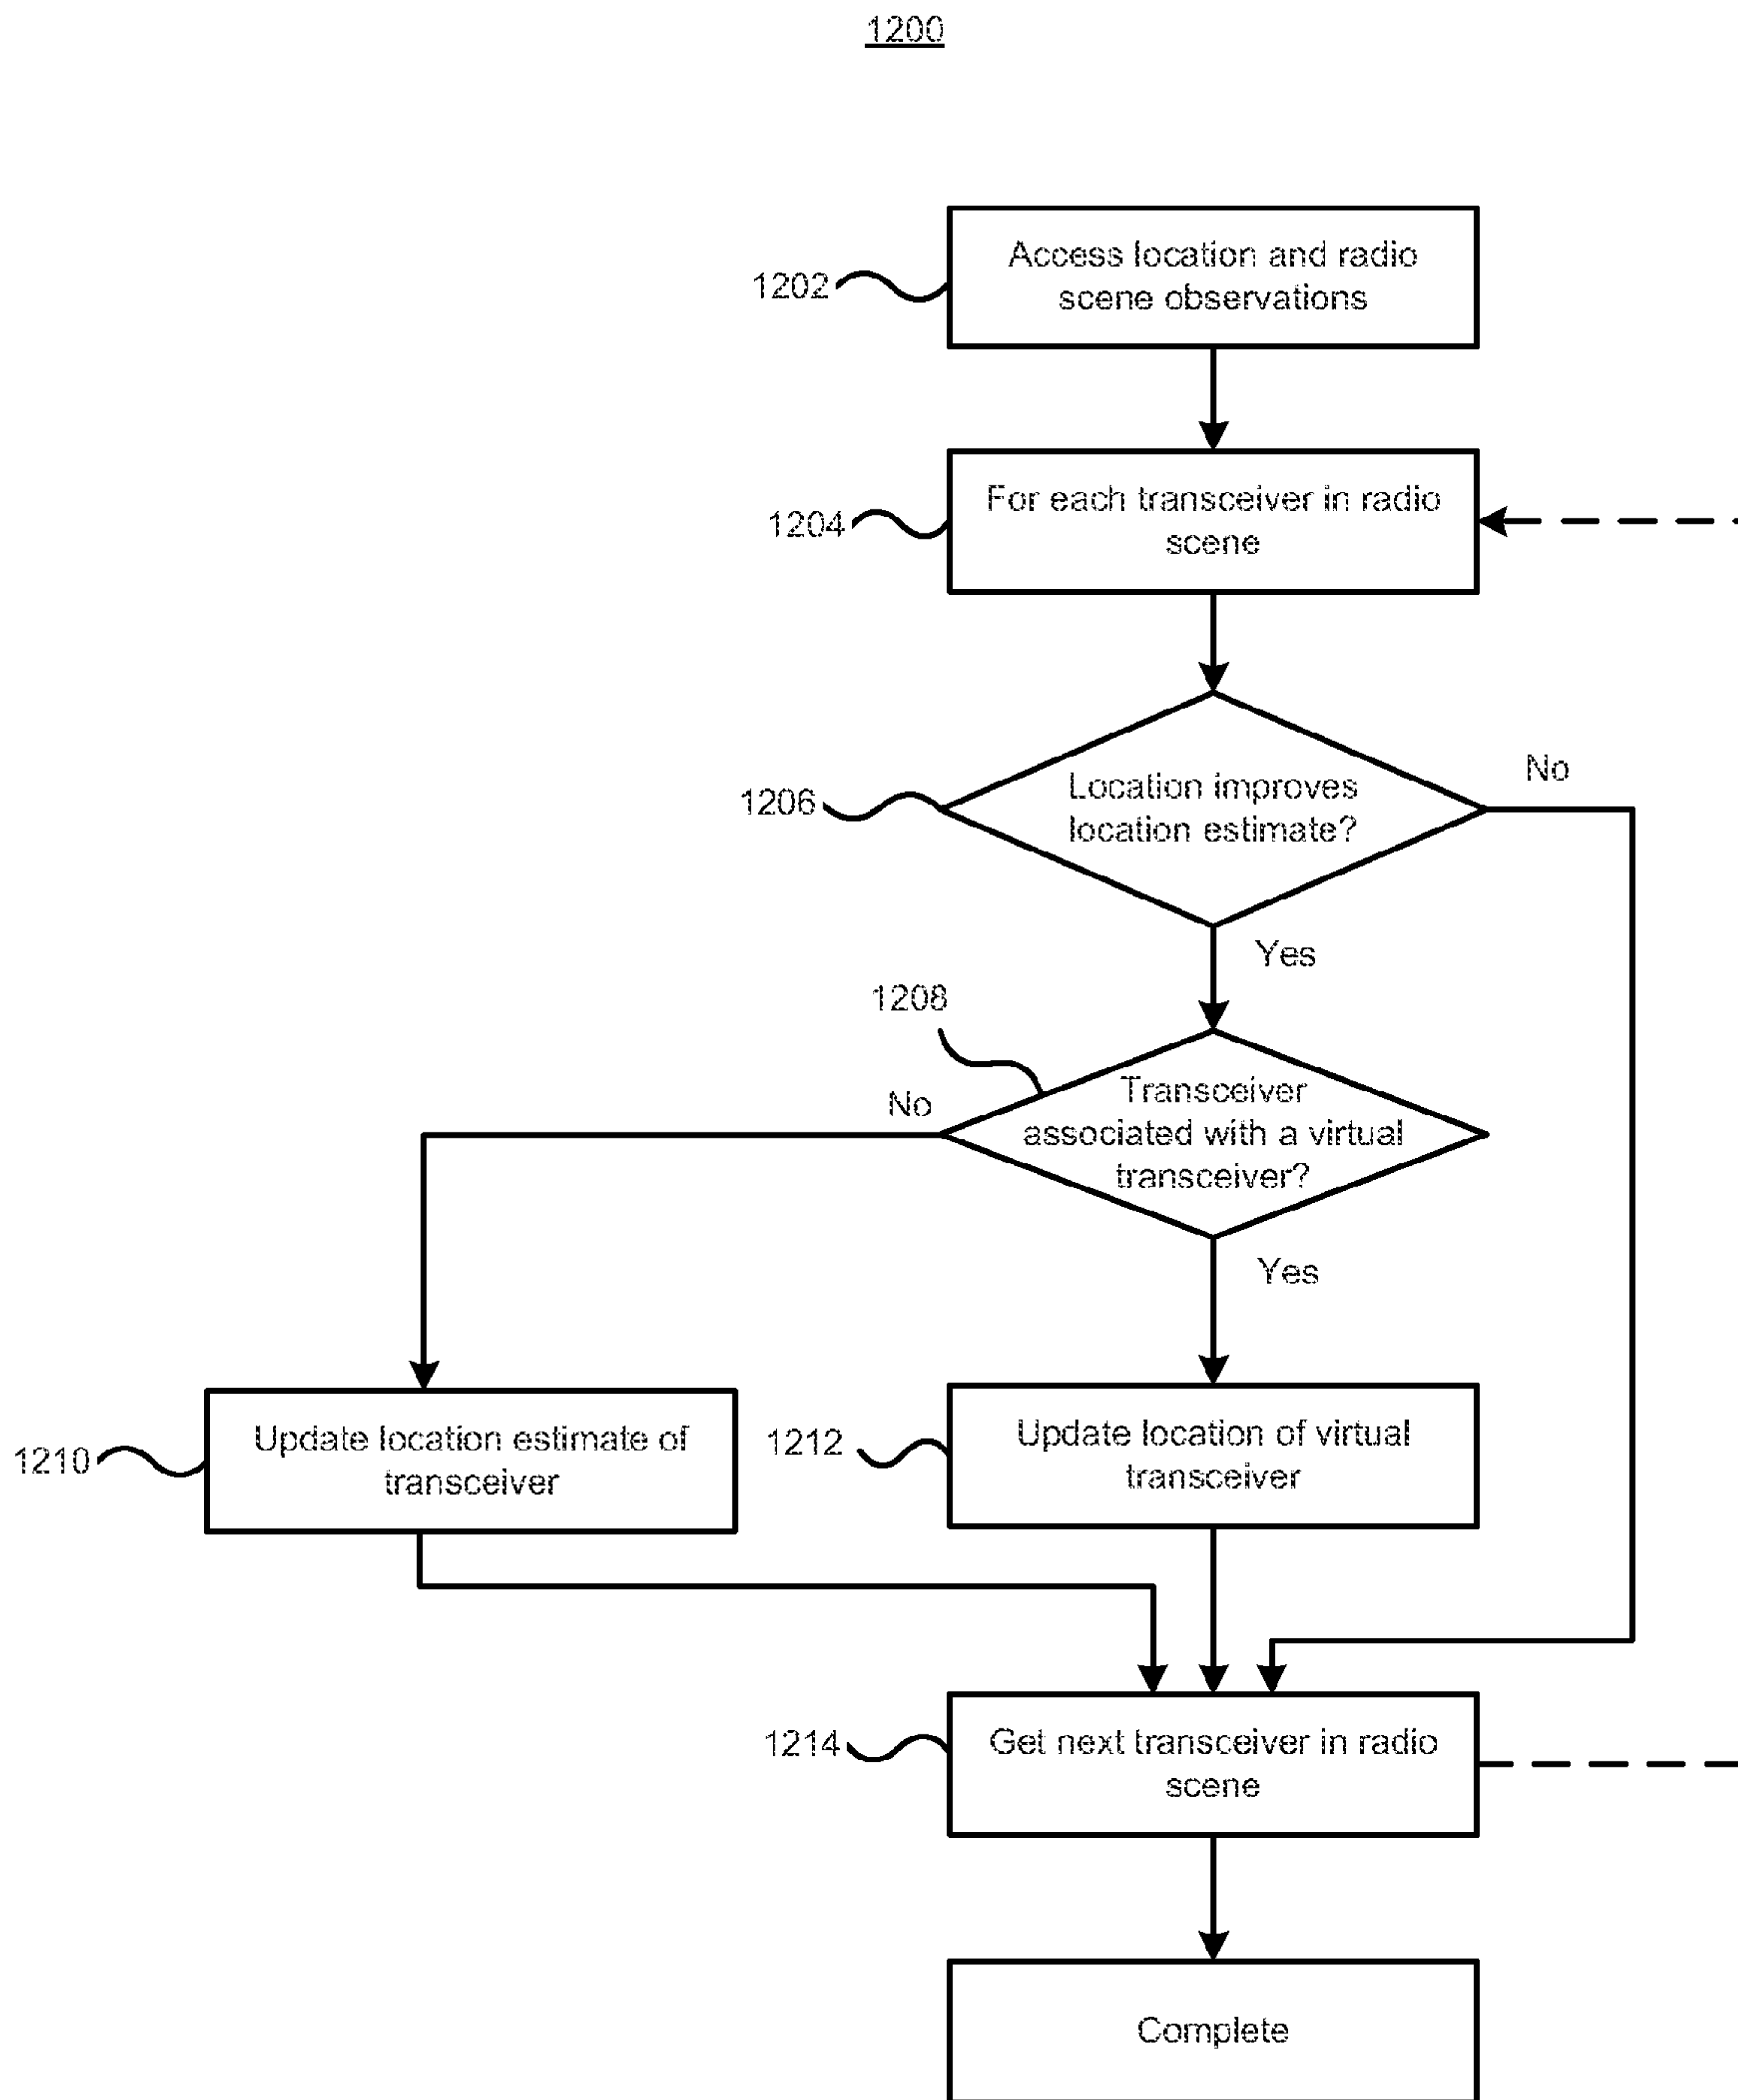 1200
Access location and radio
scene observations
1202
For each transceiver in radio
scene
1204
Location improves
location estimate?
No
1206
Yes
1208
Transceiver
associated with a virtual
transceiver?
No
Yes
Update location estimate of
transceiver
1210
Update location of virtual
transceiver
1212
Get next transceiver in radio
scene
1214
Complete